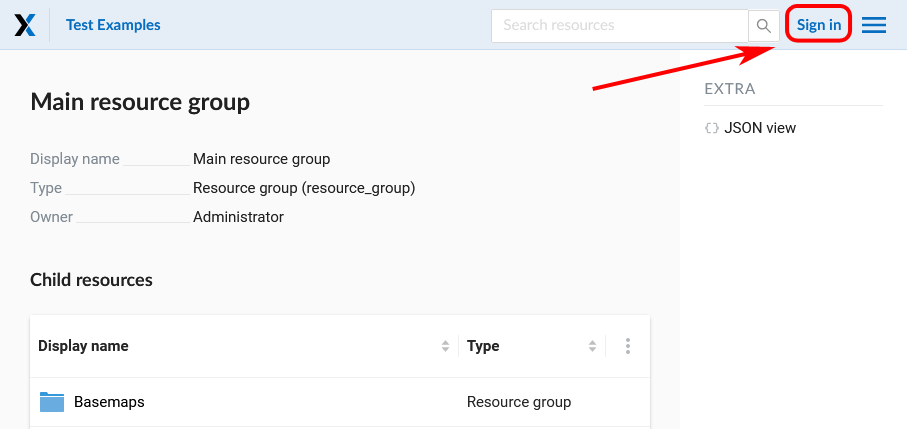 Test Examples
Search resources
Sign in
Main resource group
Display name Main resource group
Type Resource group (resource_group)
Owner Administrator
Child resources
Display name Type
Basemaps Resource group
EXTRA
JSON view